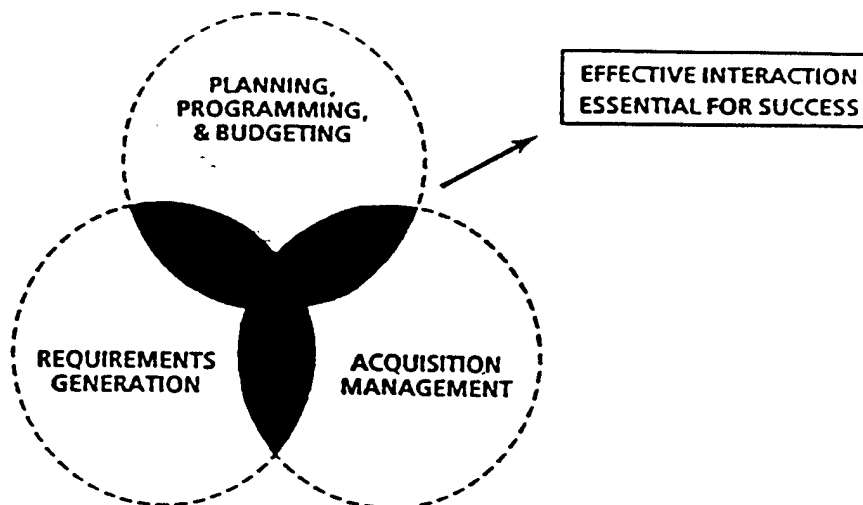 PLANNING,
PROGRAMMING,
& BUDGETING
EFFECTIVE INTERACTION
ESSENTIAL FOR SUCCESS
REQUIREMENTS
GENERATION
ACQUISITION
MANAGEMENT